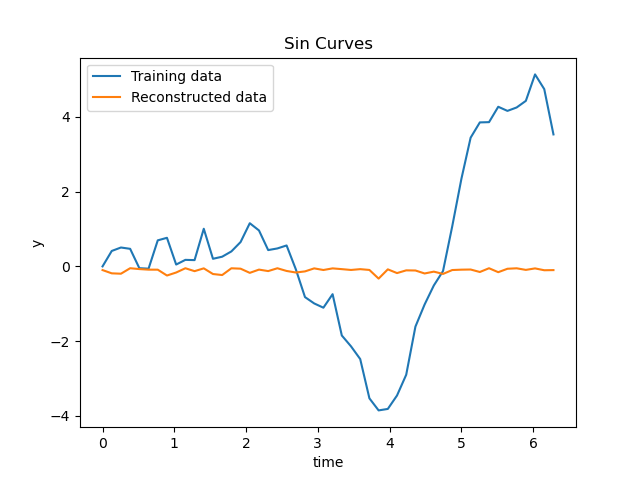 Sin Curves
Training data
Reconstructed data
4
2
0
−2
−4
y
0 1 2 3 4 5 6
time